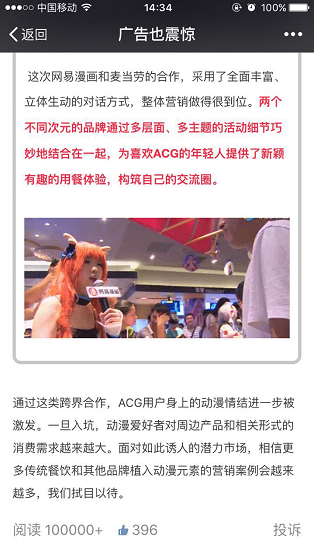 中国移动
14:34
返回
广告也震惊
这次网易漫画和麦当劳的合作，采用了全面丰富、
立体生动的对话方式，整体营销做得很到位。两个
不同次元的品牌通过多层面、多主题的活动细节巧
妙地结合在一起，为喜欢ACG的年轻人提供了新颖
有趣的用餐体验，构筑自己的交流圈。
通过这类跨界合作，ACG用户身上的动漫情结进一步被
激发。一旦入坑，动漫爱好者对周边产品和相关形式的
消费需求越来越大。面对如此诱人的潜力市场，相信更
多传统餐饮和其他品牌植入动漫元素的营销案例会越来
越多，我们拭目以待。
阅读 100000+ 396 投诉